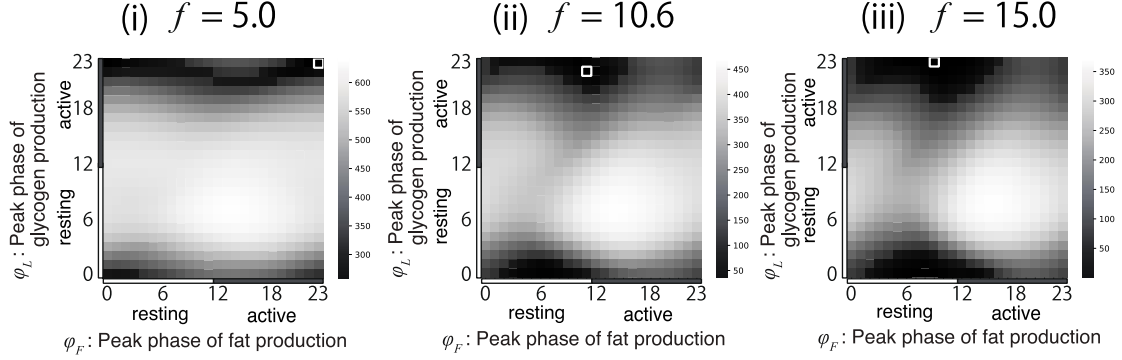 (i) f = 5.0
φL : Peak phase of
glycogen production
resting active
23
18
12
6
0
0 6 12 18 23
resting active
φF : Peak phase of fat production
600
550
500
450
400
350
300
(ii) f = 10.6
φL : Peak phase of
glycogen production
resting active
23
18
12
6
0
0 6 12 18 23
resting active
φF : Peak phase of fat production
450
400
350
300
250
200
150
100
50
(iii) f = 15.0
φL : Peak phase of
glycogen production
resting active
23
18
12
6
0
0 6 12 18 23
resting active
φF : Peak phase of fat production
350
300
250
200
150
100
50